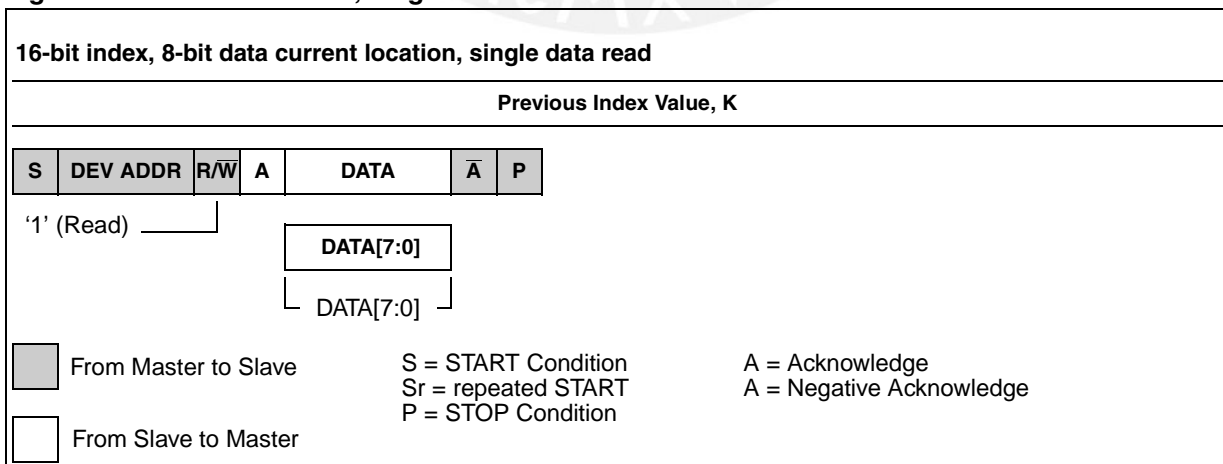 16-bit index, 8-bit data current location, single data read
Previous Index Value, K
S DEV ADDR R/W̅ A DATA A̅ P
‘1’ (Read)
DATA[7:0]
DATA[7:0]
From Master to Slave
S = START Condition
A = Acknowledge
Sr = repeated START
A = Negative Acknowledge
P = STOP Condition
From Slave to Master